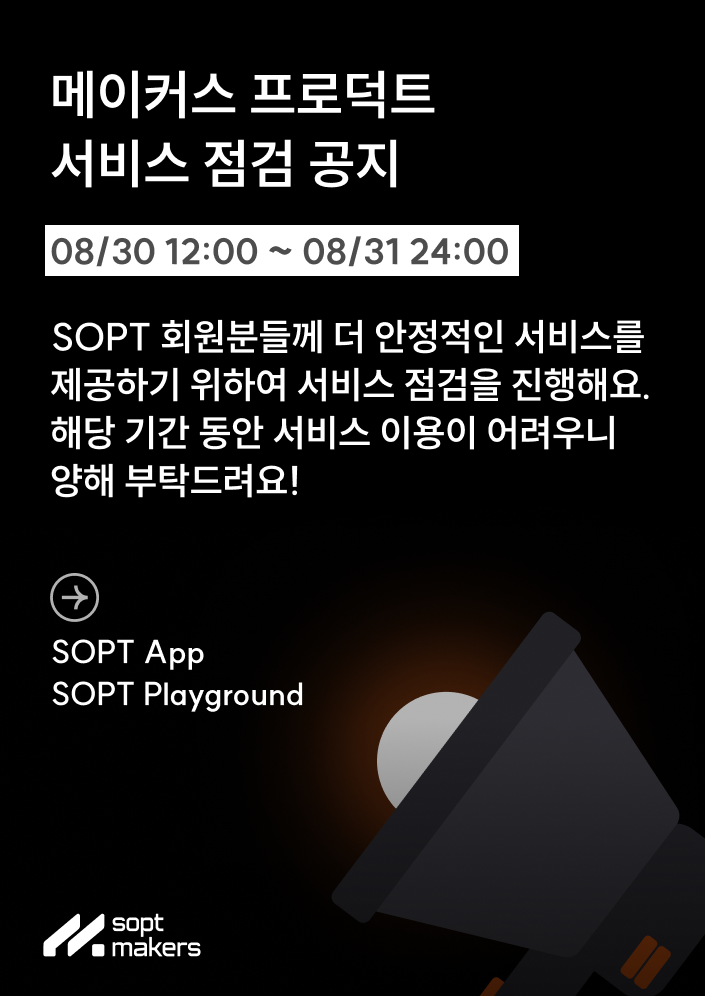 메이커스 프로덕트
서비스 점검 공지
08/30 12:00 ~ 08/31 24:00
SOPT 회원분들께 더 안정적인 서비스를
제공하기 위하여 서비스 점검을 진행해요.
해당 기간 동안 서비스 이용이 어려우니
양해 부탁드려요!
SOPT App
SOPT Playground
sopt
makers